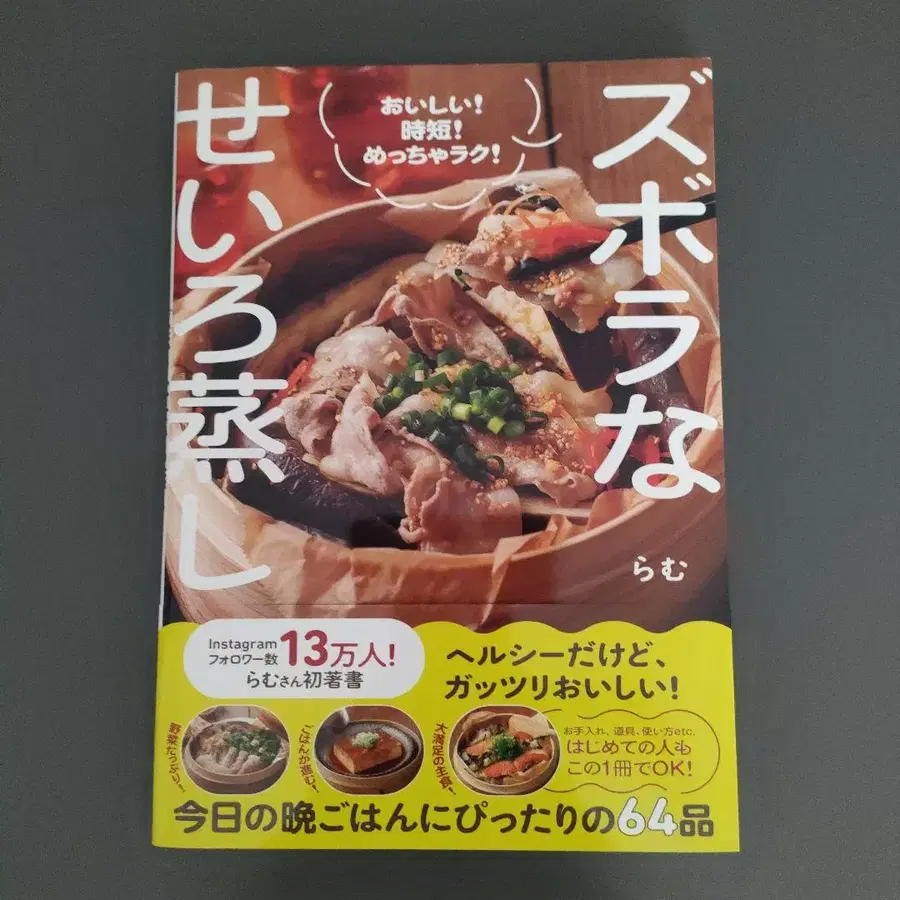 ズボラな
せいろ蒸し
おいしい!
時短!
めっちゃラク!
らむ
Instagram
フォロワー数
13万人!
らむさん初著書
ヘルシーだけど、
ガッツリおいしい!
野菜たっぷり!
ごはんが進む!
大満足の主食!
お手入れ、道具、使い方etc.
はじめての人も
この1冊でOK!
今日の晩ごはんにぴったりの64品